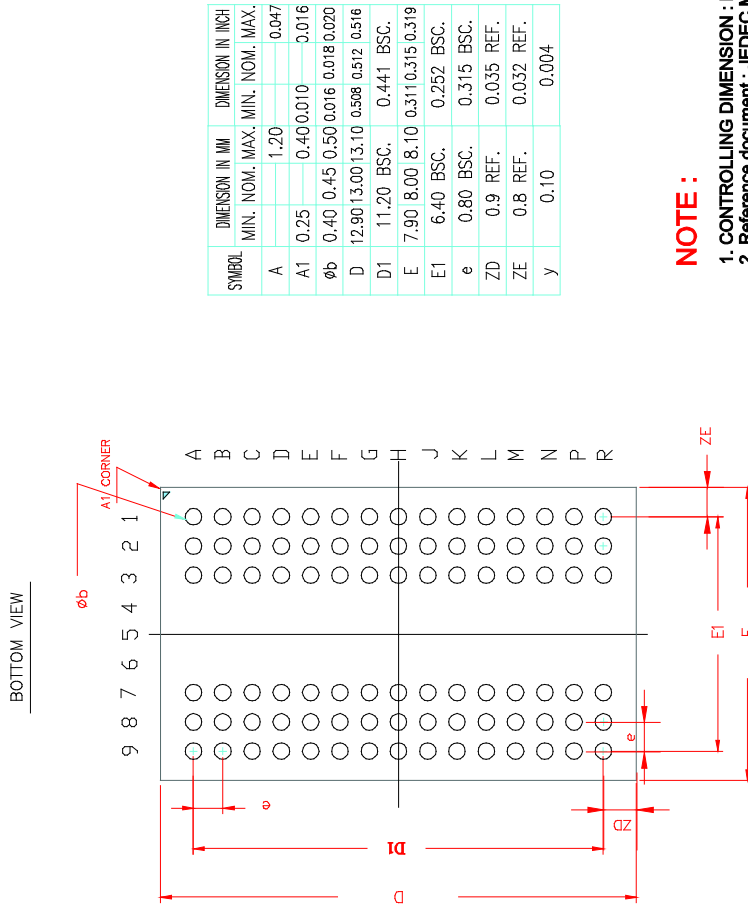 SYMBOL DIMENSION IN MM DIMENSION IN INCH
MIN. NOM. MAX. MIN. NOM. MAX.
A 1.20 0.047
A1 0.25 0.40 0.010 0.016
øb 0.40 0.45 0.50 0.016 0.018 0.020
D 12.90 13.00 13.10 0.508 0.512 0.516
D1 11.20 BSC. 0.441 BSC.
E 7.90 8.00 8.10 0.311 0.315 0.319
E1 6.40 BSC. 0.252 BSC.
e 0.80 BSC. 0.315 BSC.
ZD 0.9 REF. 0.035 REF.
ZE 0.8 REF. 0.032 REF.
y 0.10 0.004
NOTE :
1. CONTROLLING DIMENSION :
2. Reference document : JEDEC
BOTTOM VIEW
øb
A1 CORNER
9 8 7 6 5 4 3 2 1
A
B
C
D
E
F
G
H
J
K
L
M
N
P
R
e
D1
D
ZD
e
E1
ZE